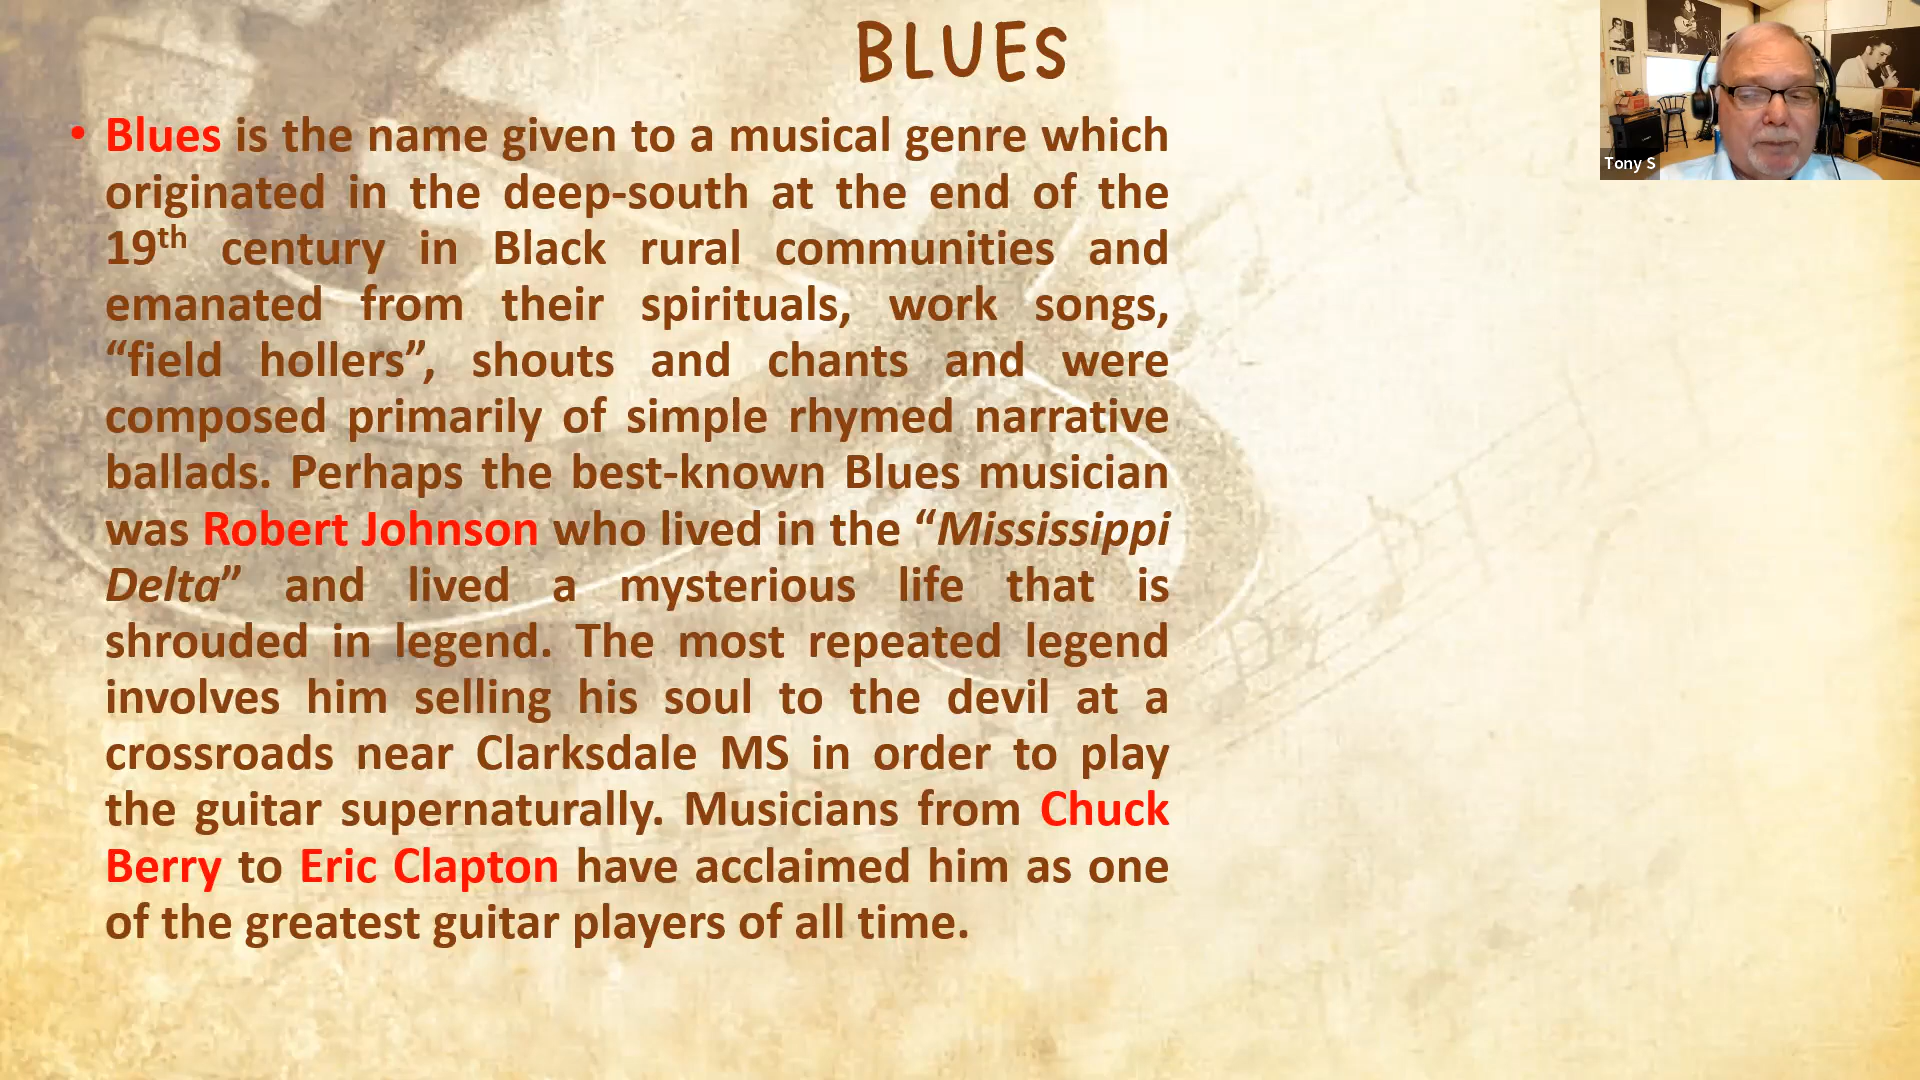 BLUES
• Blues is the name given to a musical genre which
originated in the deep-south at the end of the
19th century in Black rural communities and
emanated from their spirituals, work songs,
“field hollers”, shouts and chants and were
composed primarily of simple rhymed narrative
ballads. Perhaps the best-known Blues musician
was Robert Johnson who lived in the “Mississippi
Delta” and lived a mysterious life that is
shrouded in legend. The most repeated legend
involves him selling his soul to the devil at a
crossroads near Clarksdale MS in order to play
the guitar supernaturally. Musicians from Chuck
Berry to Eric Clapton have acclaimed him as one
of the greatest guitar players of all time.
Tony S